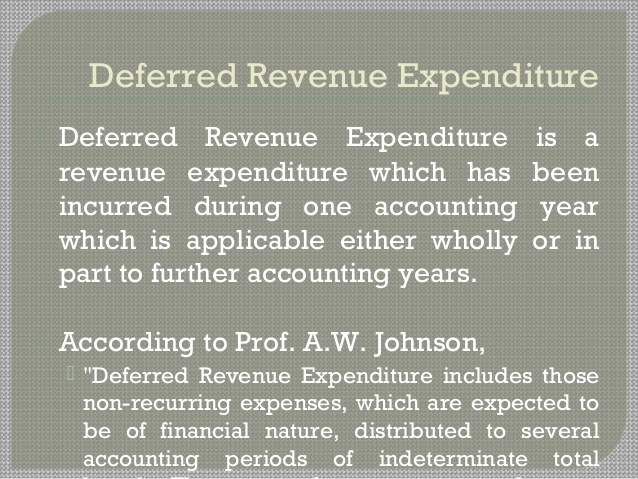 Deferred Revenue Expenditure
Deferred Revenue Expenditure is a
revenue expenditure which has been
incurred during one accounting year
which is applicable either wholly or in
part to further accounting years.
According to Prof. A.W. Johnson,
"Deferred Revenue Expenditure includes those
non-recurring expenses, which are expected to
be of financial nature, distributed to several
accounting periods of indeterminate total